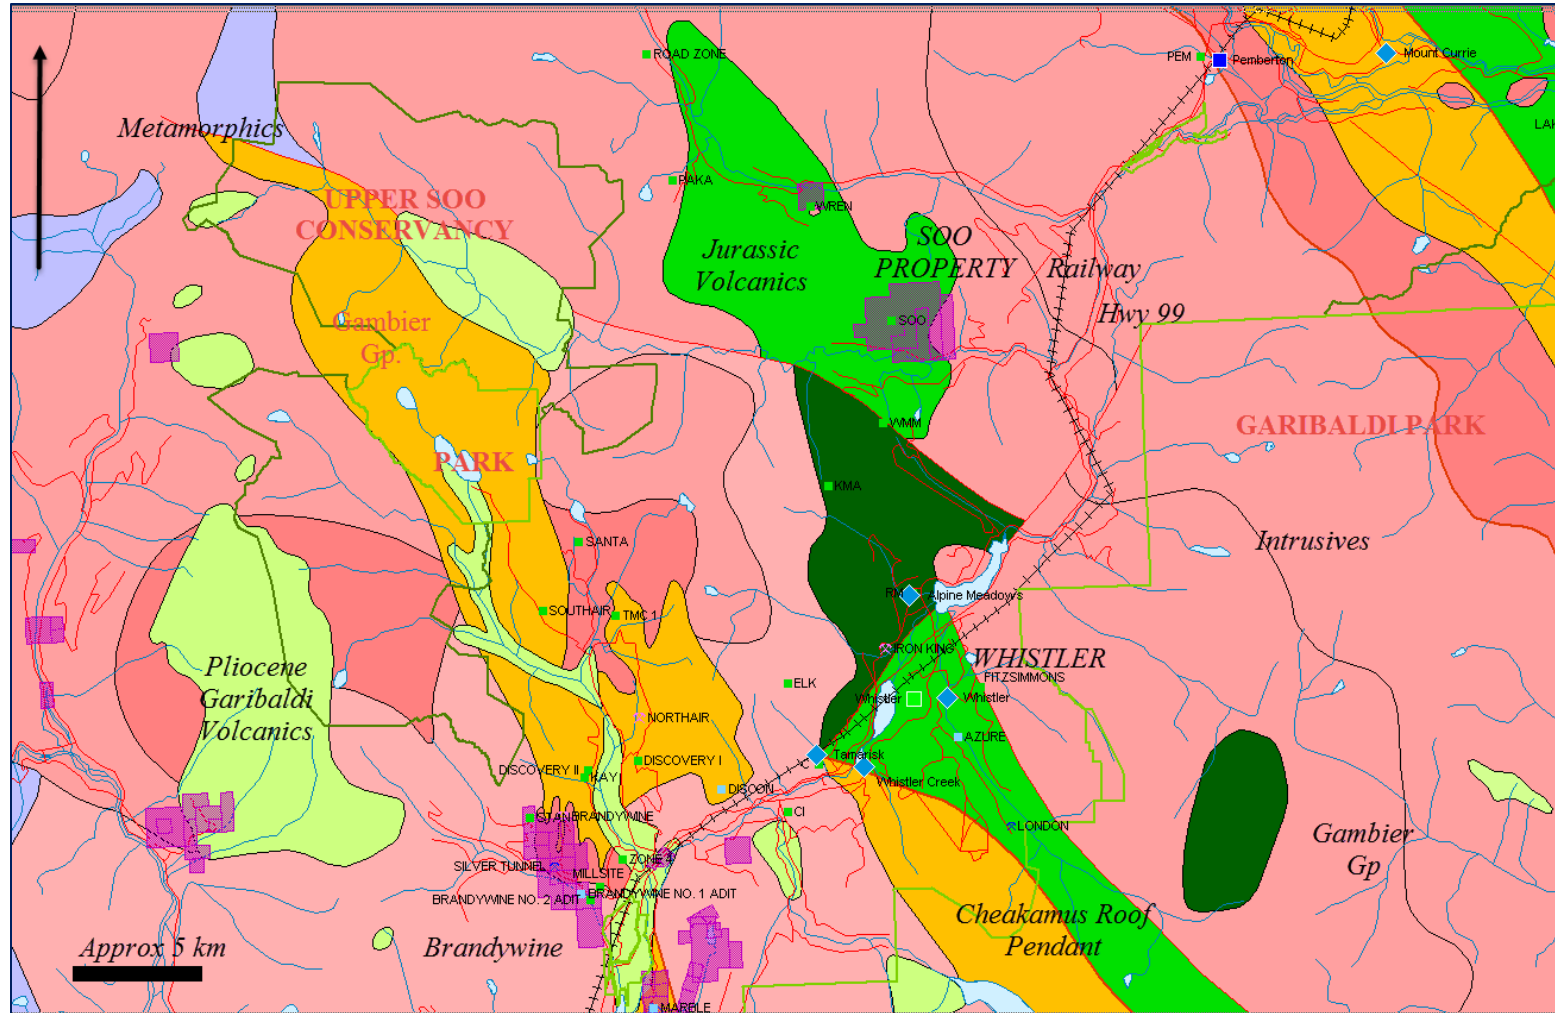 ROAD ZONE
PEM
Pemberton
Mount Currie
LAH
Metamorphics
PAKA
WREN
UPPER SOO
CONSERVANCY
Jurassic
Volcanics
SOO
PROPERTY
Railway
Hwy 99
SOO
Gambier
Gp.
GARIBALDI PARK
WMM
PARK
KMA
SANTA
Intrusives
RM
Alpine Meadows
SOUTHAIR
TMC 1
IRON KING
WHISTLER
FITZSIMMONS
Pliocene
Garibaldi
Volcanics
ELK
Whistler
Whistler
NORTHAIR
AZURE
DISCOVERY II
KAY
DISCOVERY I
Tamarisk
C
Whistler Creek
DISCON
BRANDYWINE
CI
LONDON
Gambier
Gp
ZONE 4
SILVER TUNNEL
MILLSITE
BRANDYWINE NO. 2 ADIT
BRANDYWINE NO. 1 ADIT
Cheakamus Roof
Pendant
Approx 5 km
Brandywine
MARBLE